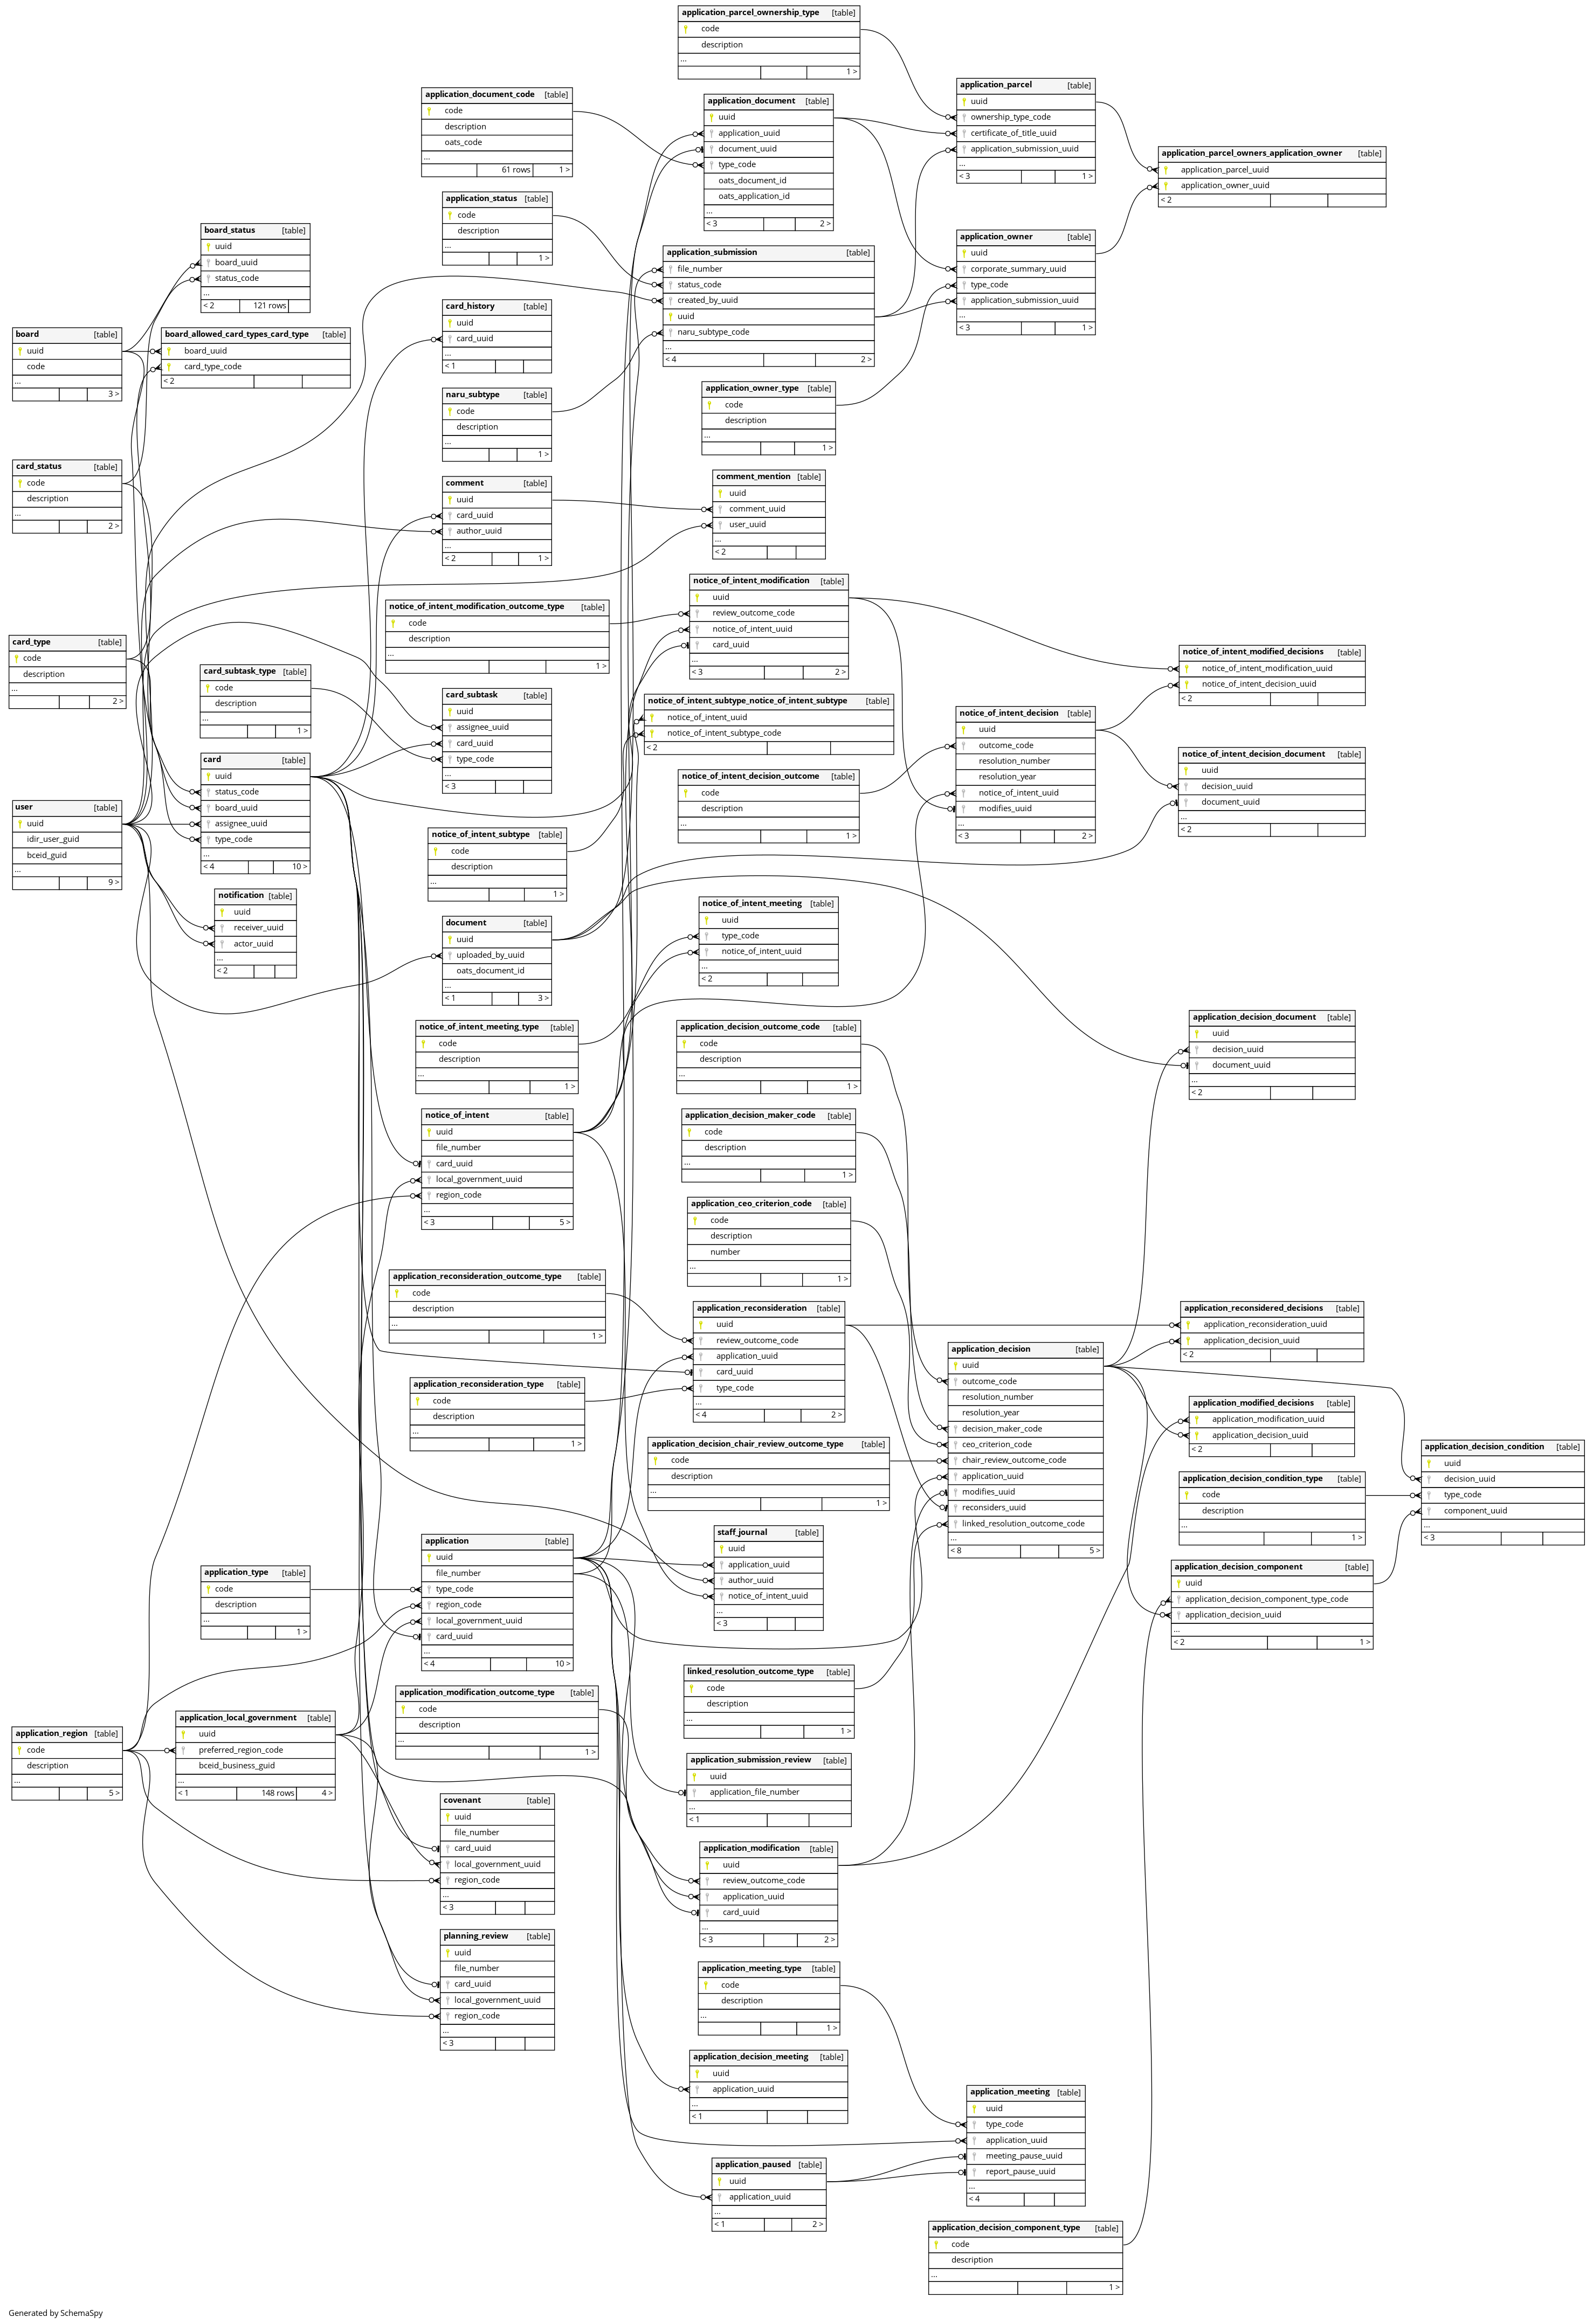 application_parcel_ownership_type [table]
code
description
...
1 >
application_document_code [table]
code
description
oats_code
...
61 rows 1 >
application_document [table]
uuid
application_uuid
document_uuid
type_code
oats_document_id
oats_application_id
...
< 3 2 >
application_parcel [table]
uuid
ownership_type_code
certificate_of_title_uuid
application_submission_uuid
...
< 3 1 >
application_parcel_owners_application_owner [table]
application_parcel_uuid
application_owner_uuid
< 2
application_status [table]
code
description
...
1 >
board_status [table]
uuid
board_uuid
status_code
...
< 2 121 rows
application_submission [table]
file_number
status_code
created_by_uuid
uuid
naru_subtype_code
...
< 4 2 >
application_owner [table]
uuid
corporate_summary_uuid
type_code
application_submission_uuid
...
< 3 1 >
card_history [table]
uuid
card_uuid
...
< 1
board [table]
uuid
code
...
3 >
board_allowed_card_types_card_type [table]
board_uuid
card_type_code
< 2
naru_subtype [table]
code
description
...
1 >
application_owner_type [table]
code
description
...
1 >
card_status [table]
code
description
...
2 >
comment [table]
uuid
card_uuid
author_uuid
...
< 2 1 >
comment_mention [table]
uuid
comment_uuid
user_uuid
...
< 2
notice_of_intent_modification [table]
uuid
review_outcome_code
notice_of_intent_uuid
card_uuid
...
< 3 2 >
notice_of_intent_modification_outcome_type [table]
code
description
...
1 >
card_type [table]
code
description
...
2 >
notice_of_intent_modified_decisions [table]
notice_of_intent_modification_uuid
notice_of_intent_decision_uuid
< 2
card_subtask_type [table]
code
description
...
1 >
card_subtask [table]
uuid
assignee_uuid
card_uuid
type_code
...
< 3
notice_of_intent_subtype_notice_of_intent_subtype [table]
notice_of_intent_uuid
notice_of_intent_subtype_code
< 2
notice_of_intent_decision [table]
uuid
outcome_code
resolution_number
resolution_year
notice_of_intent_uuid
modifies_uuid
...
< 3 2 >
notice_of_intent_decision_document [table]
uuid
decision_uuid
document_uuid
...
< 2
card [table]
uuid
status_code
board_uuid
assignee_uuid
type_code
...
< 4 10 >
notice_of_intent_decision_outcome [table]
code
description
...
1 >
user [table]
uuid
idir_user_guid
bceid_guid
...
9 >
notice_of_intent_subtype [table]
code
description
...
1 >
notification [table]
uuid
receiver_uuid
actor_uuid
...
< 2
document [table]
uuid
uploaded_by_uuid
oats_document_id
...
< 1 3 >
notice_of_intent_meeting [table]
uuid
type_code
notice_of_intent_uuid
...
< 2
notice_of_intent_meeting_type [table]
code
description
...
1 >
application_decision_outcome_code [table]
code
description
...
1 >
application_decision_document [table]
uuid
decision_uuid
document_uuid
...
< 2
notice_of_intent [table]
uuid
file_number
card_uuid
local_government_uuid
region_code
...
< 3 5 >
application_decision_maker_code [table]
code
description
...
1 >
application_ceo_criterion_code [table]
code
description
number
...
1 >
application_reconsideration_outcome_type [table]
code
description
...
1 >
application_reconsideration [table]
uuid
review_outcome_code
application_uuid
card_uuid
type_code
...
< 4 2 >
application_reconsidered_decisions [table]
application_reconsideration_uuid
application_decision_uuid
< 2
application_decision [table]
uuid
outcome_code
resolution_number
resolution_year
decision_maker_code
ceo_criterion_code
chair_review_outcome_code
application_uuid
modifies_uuid
reconsiders_uuid
linked_resolution_outcome_code
...
< 8 5 >
application_reconsideration_type [table]
code
description
...
1 >
application_modified_decisions [table]
application_modification_uuid
application_decision_uuid
< 2
application_decision_chair_review_outcome_type [table]
code
description
...
1 >
application_decision_condition [table]
uuid
decision_uuid
type_code
component_uuid
...
< 3
application_decision_condition_type [table]
code
description
...
1 >
application [table]
uuid
file_number
type_code
region_code
local_government_uuid
card_uuid
...
< 4 10 >
staff_journal [table]
uuid
application_uuid
author_uuid
notice_of_intent_uuid
...
< 3
application_type [table]
code
description
...
1 >
application_decision_component [table]
uuid
application_decision_component_type_code
application_decision_uuid
...
< 2 1 >
linked_resolution_outcome_type [table]
code
description
...
1 >
application_modification_outcome_type [table]
code
description
...
1 >
application_region [table]
code
description
...
5 >
application_local_government [table]
uuid
preferred_region_code
bceid_business_guid
...
< 1 148 rows 4 >
application_submission_review [table]
uuid
application_file_number
...
< 1
covenant [table]
uuid
file_number
card_uuid
local_government_uuid
region_code
...
< 3
application_modification [table]
uuid
review_outcome_code
application_uuid
card_uuid
...
< 3 2 >
planning_review [table]
uuid
file_number
card_uuid
local_government_uuid
region_code
...
< 3
application_meeting_type [table]
code
description
...
1 >
application_decision_meeting [table]
uuid
application_uuid
...
< 1
application_meeting [table]
uuid
type_code
application_uuid
meeting_pause_uuid
report_pause_uuid
...
< 4
application_paused [table]
uuid
application_uuid
...
< 1 2 >
application_decision_component_type [table]
code
description
...
1 >
Generated by SchemaSpy